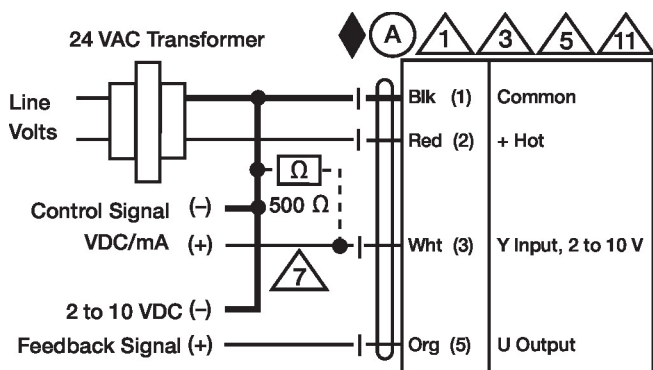 24 VAC Transformer
A 1 3 5 11
Line
Volts
Blk (1) Common
Red (2) + Hot
Ω
500 Ω
Control Signal (-)
VDC/mA (+)
Wht (3) Y Input, 2 to 10 V
7
2 to 10 VDC (-)
Feedback Signal (+)
Org (5) U Output